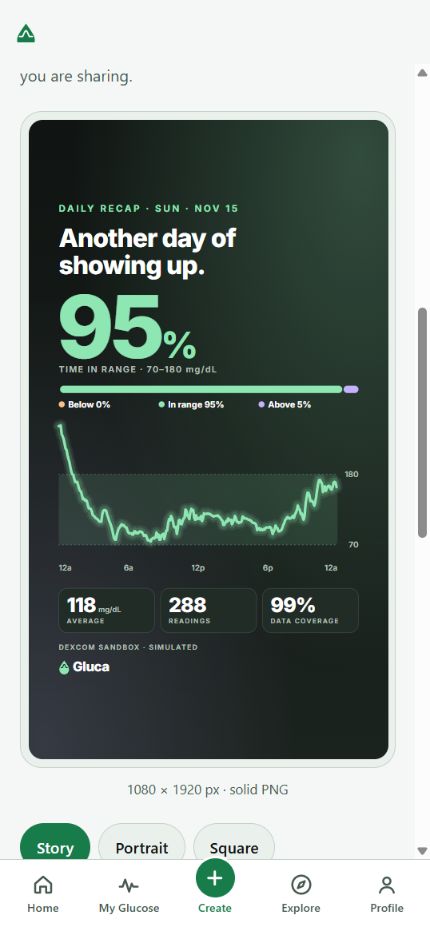 you are sharing.
DAILY RECAP · SUN · NOV 15
Another day of
showing up.
95%
TIME IN RANGE · 70–180 mg/dL
Below 0% In range 95% Above 5%
180
70
12a 6a 12p 6p 12a
118 mg/dL 288 99%
AVERAGE READINGS DATA COVERAGE
DEXCOM SANDBOX · SIMULATED
Gluca
1080 × 1920 px · solid PNG
Story Portrait Square
Home My Glucose Create Explore Profile